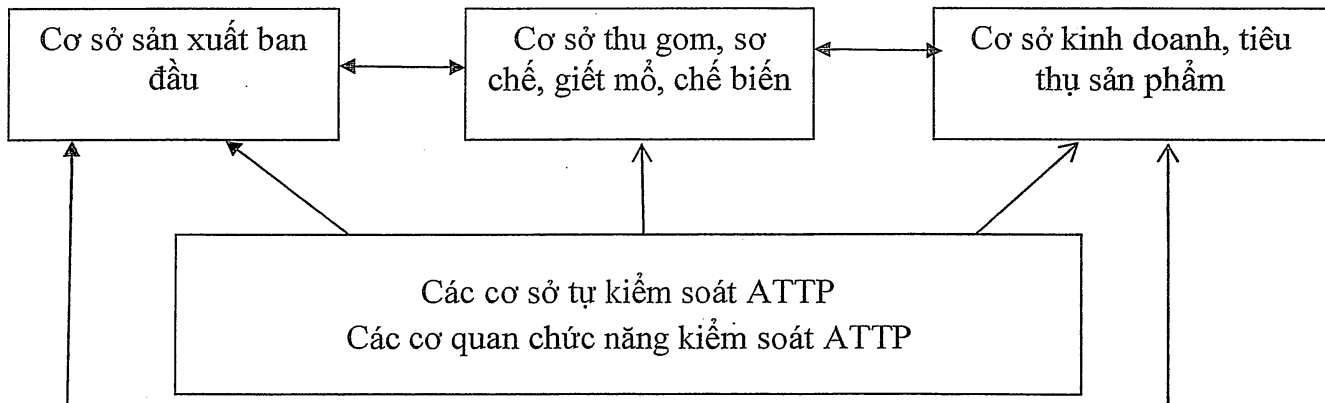 Cơ sở sản xuất ban
đầu
Cơ sở thu gom, sơ
chế, giết mổ, chế biến
Cơ sở kinh doanh, tiêu
thụ sản phẩm
Các cơ sở tự kiểm soát ATTP
Các cơ quan chức năng kiểm soát ATTP